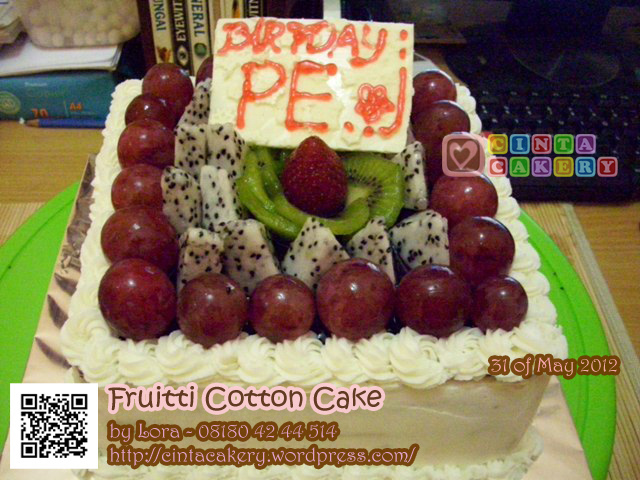 BIRTDAY :
PE :J
CINTA
CAKERY
31 of May 2012
Fruitti Cotton Cake
by Lora - 08180 42 44 514
http://cintacakery.wordpress.com/